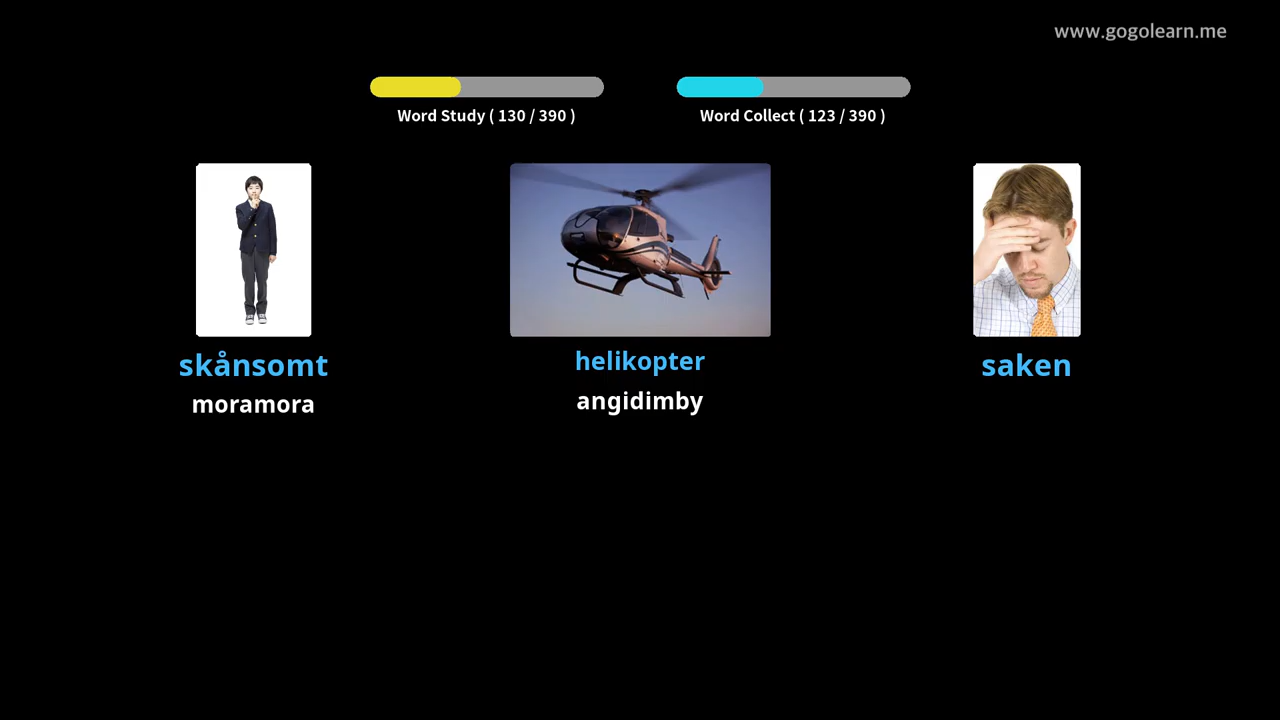 www.gogolearn.me
Word Study ( 130 / 390 )
Word Collect ( 123 / 390 )
skånsomt
moramora
helikopter
angidimby
saken